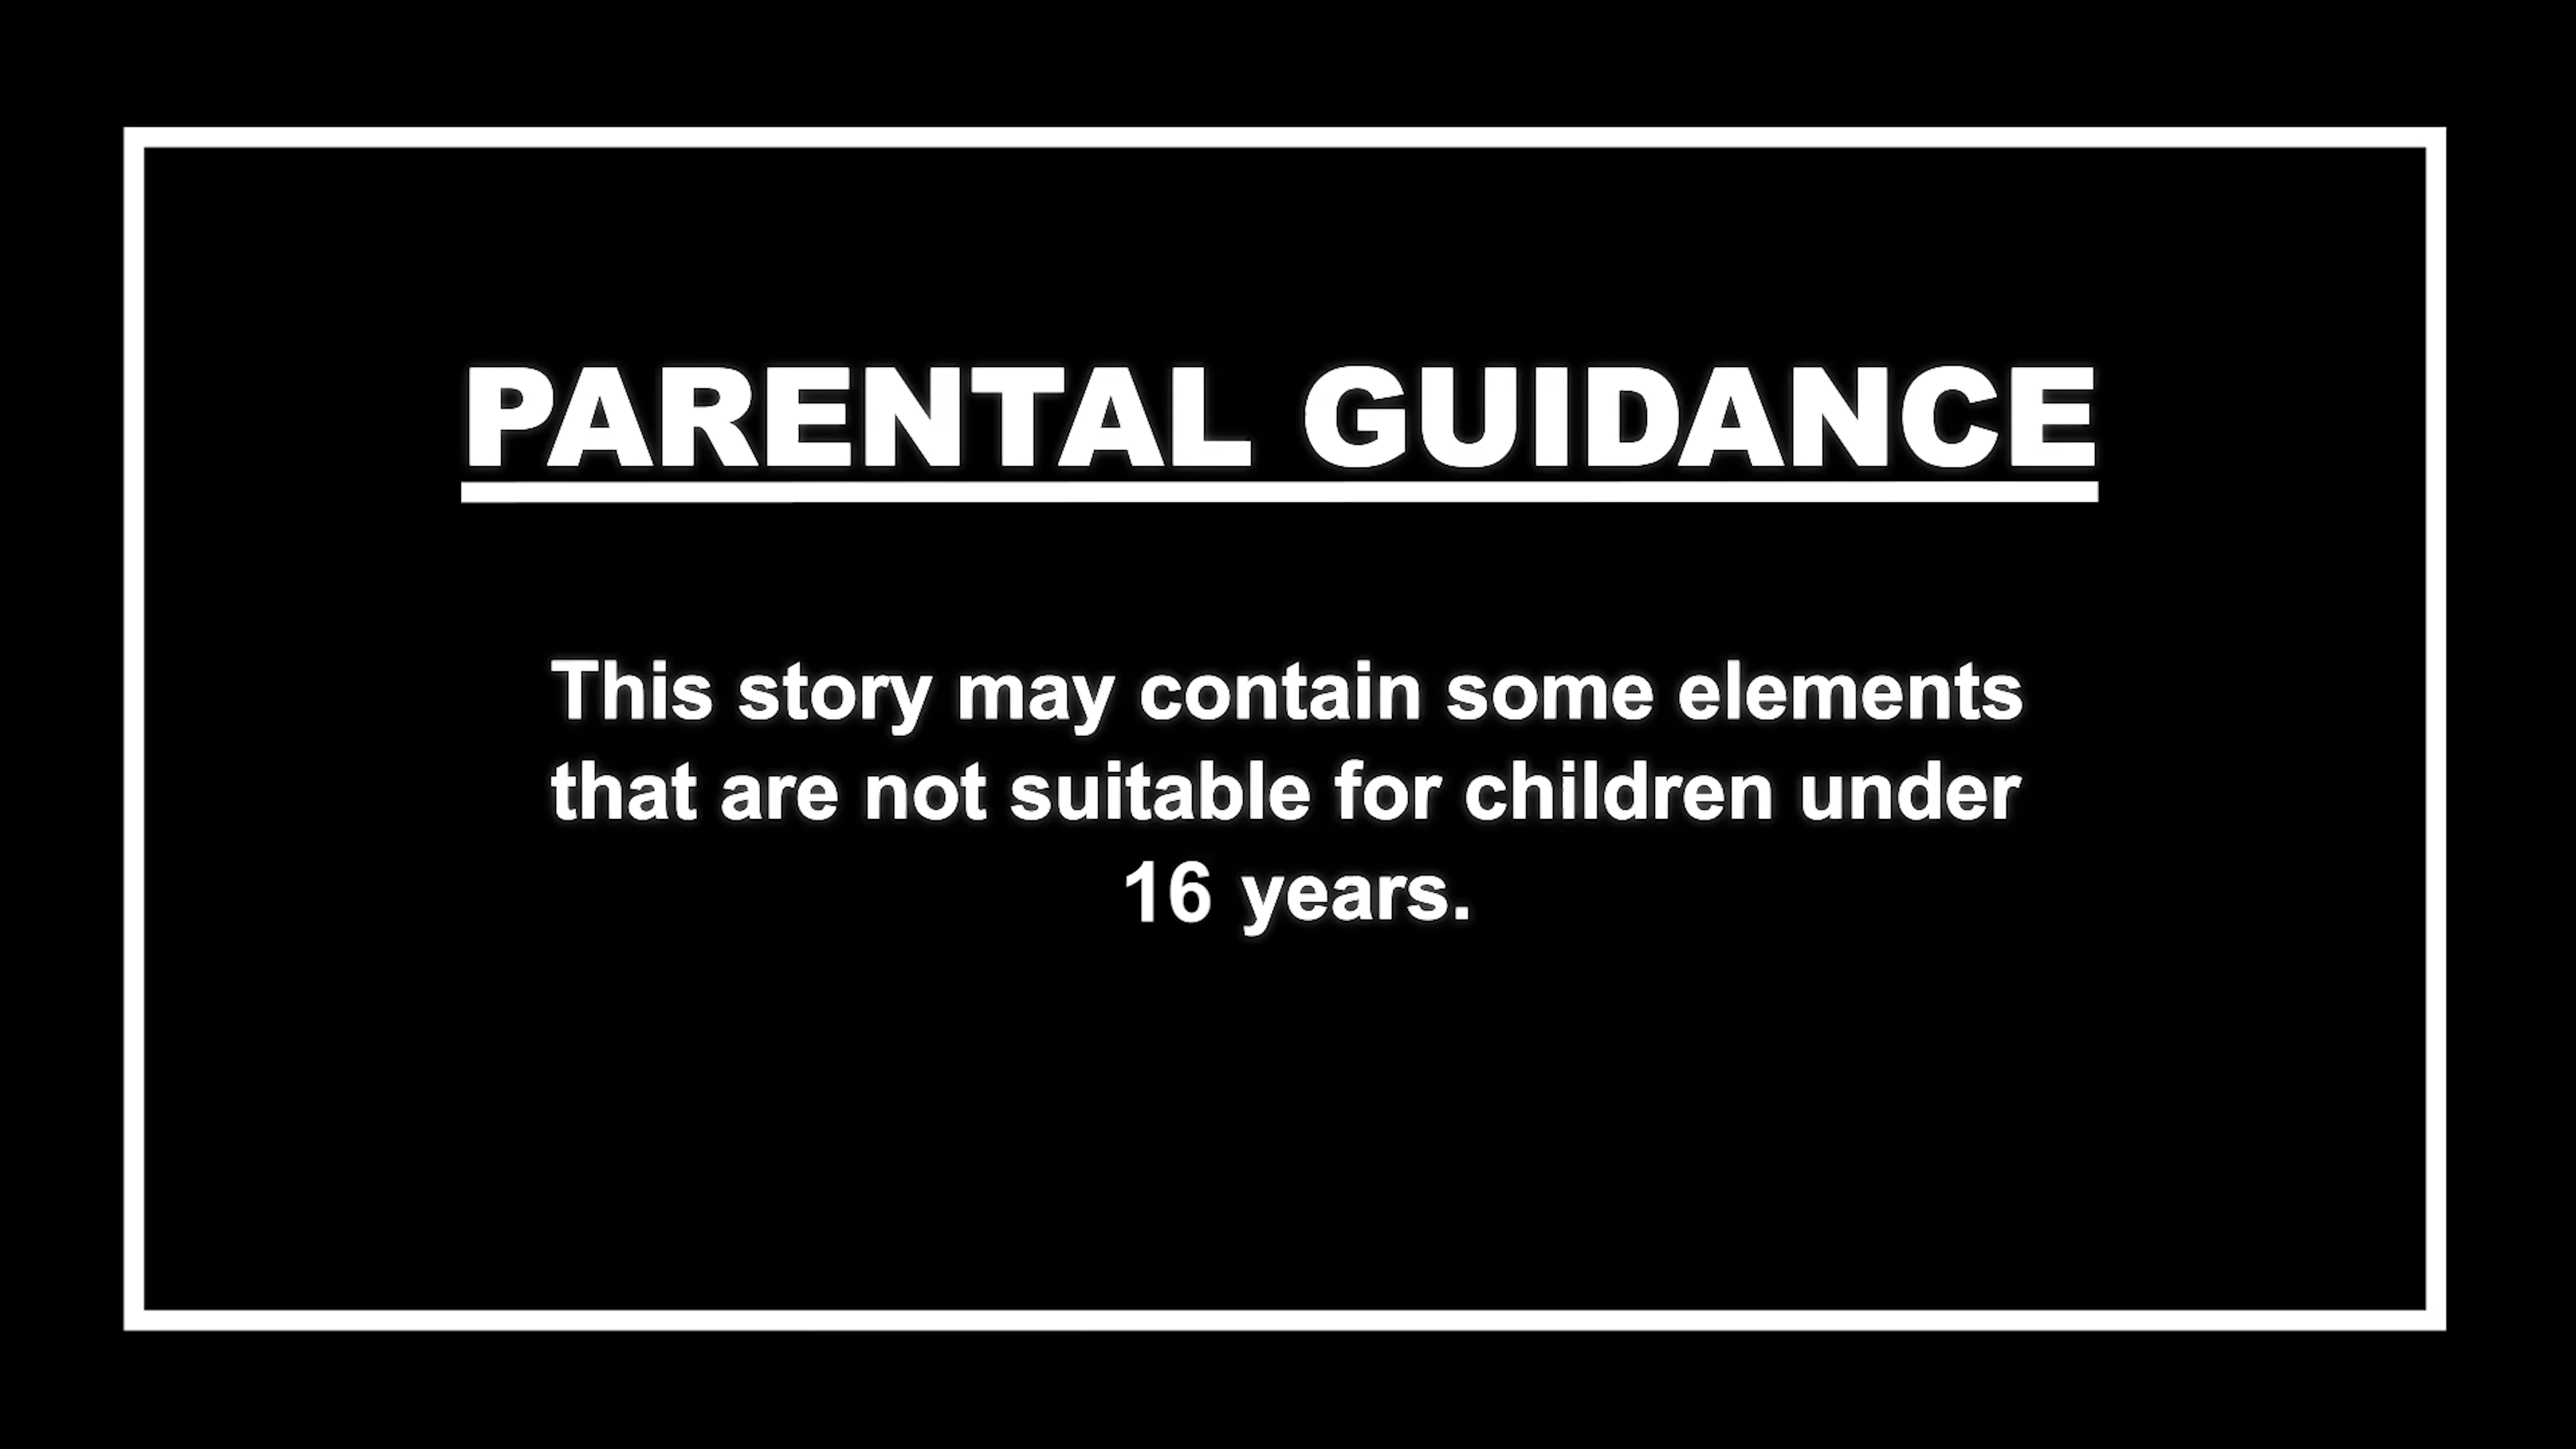 PARENTAL GUIDANCE
This story may contain some elements
that are not suitable for children under
16 years.